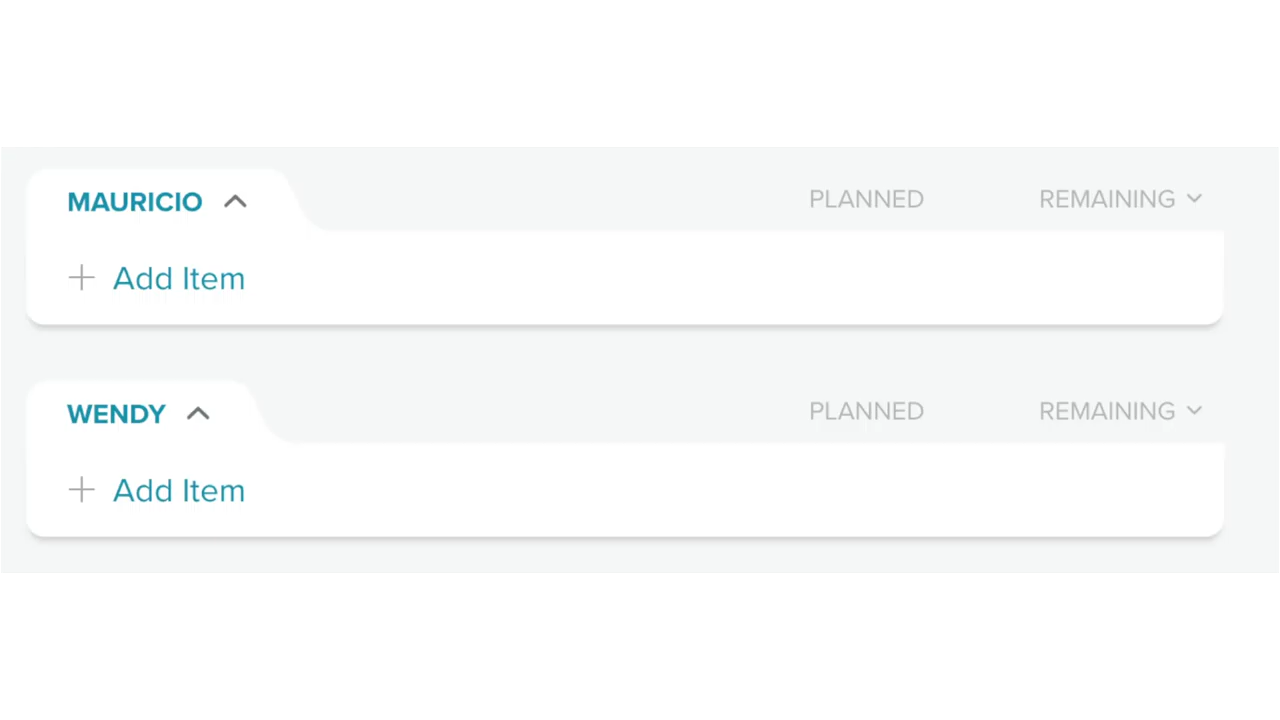 MAURICIO PLANNED REMAINING
Add Item
WENDY PLANNED REMAINING
Add Item